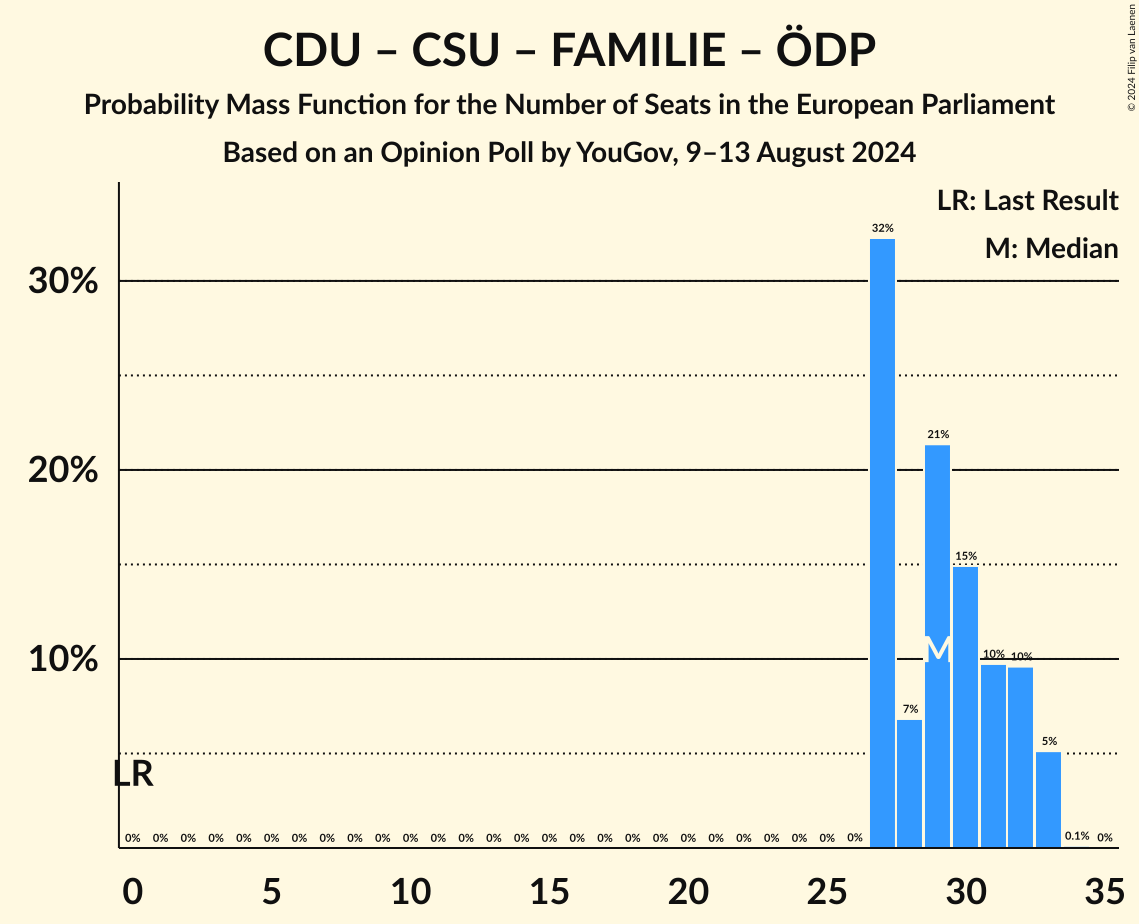 CDU – CSU – FAMILIE – ÖDP
Probability Mass Function for the Number of Seats in the European Parliament
Based on an Opinion Poll by YouGov, 9–13 August 2024
© 2024 Filip van Laenen
LR: Last Result
M: Median
32%
30%
21%
20%
15%
10%
10% 10%
M
7%
5%
LR
0% 0% 0% 0% 0% 0% 0% 0% 0% 0% 0% 0% 0% 0% 0% 0% 0% 0% 0% 0% 0% 0% 0% 0% 0% 0% 0% 0.1% 0%
0 5 10 15 20 25 30 35